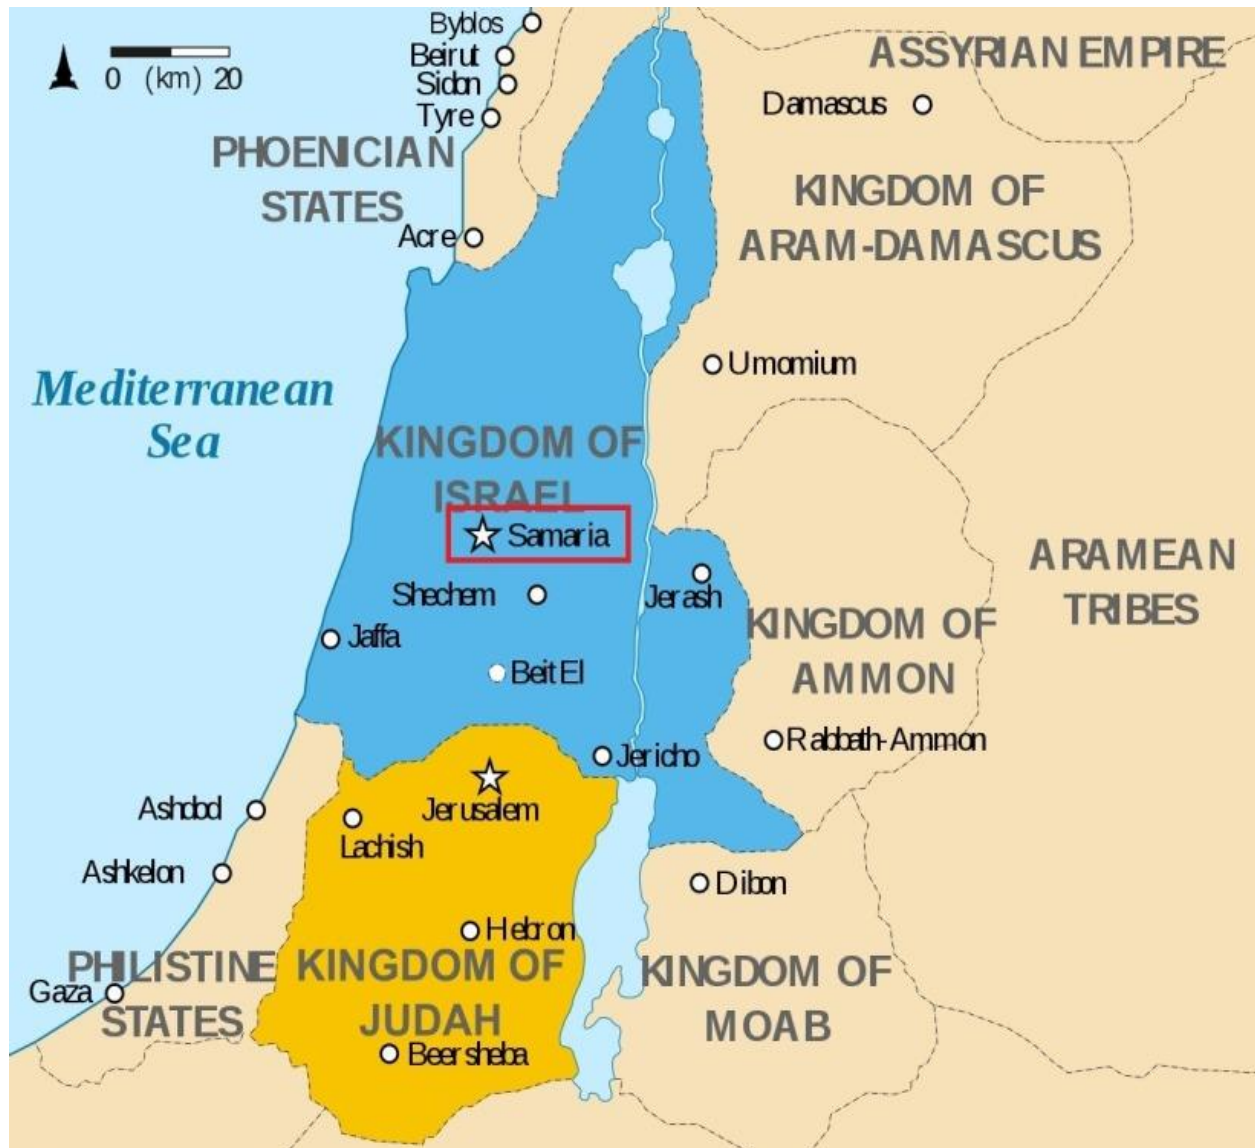 Byblos
Beirut
Sidon
Tyre
0 (km) 20
ASSYRIAN EMPIRE
Damascus
PHOENICIAN
STATES
KINGDOM OF
ARAM-DAMASCUS
Acre
Umomium
Mediterranean
Sea
KINGDOM OF
ISRAEL
Samaria
Shechem
Jerash
ARAMEAN
TRIBES
Jaffa
KINGDOM OF
AMMON
Beit El
Rabbath-Ammon
Jericho
Jerusalem
Ashdod
Lachish
Ashkelon
Dibon
Hebron
PHILISTINE
STATES
KINGDOM OF
JUDAH
KINGDOM OF
MOAB
Gaza
Beersheba